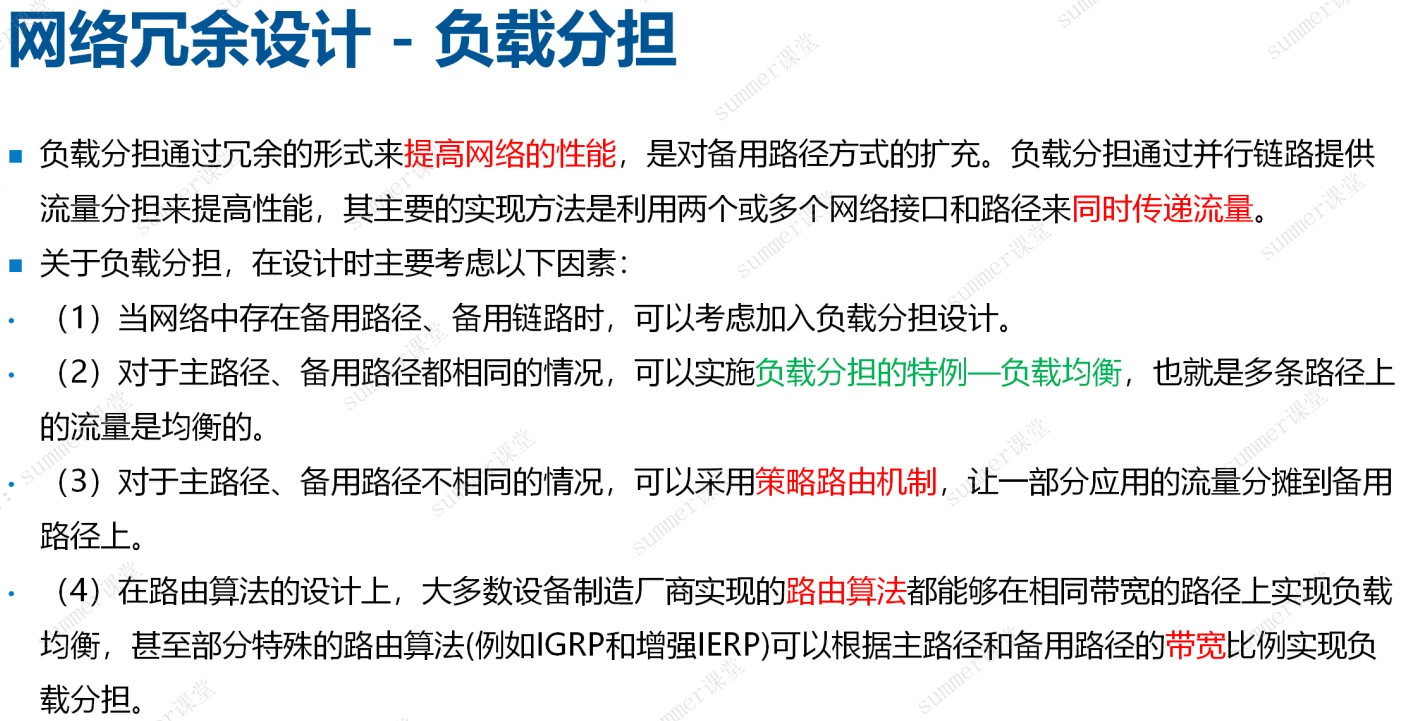 网络冗余设计 - 负载分担
■ 负载分担通过冗余的形式来提高网络的性能，是对备用路径方式的扩充。负载分担通过并行链路提供
流量分担来提高性能，其主要的实现方法是利用两个或多个网络接口和路径来同时传递流量。
■ 关于负载分担，在设计时主要考虑以下因素：
• （1）当网络中存在备用路径、备用链路时，可以考虑加入负载分担设计。
• （2）对于主路径、备用路径都相同的情况，可以实施负载分担的特例—负载均衡，也就是多条路径上
的流量是均衡的。
• （3）对于主路径、备用路径不相同的情况，可以采用策略路由机制，让一部分应用的流量分摊到备用
路径上。
• （4）在路由算法的设计上，大多数设备制造厂商实现的路由算法都能够在相同带宽的路径上实现负载
均衡，甚至部分特殊的路由算法(例如IGRP和增强IERP)可以根据主路径和备用路径的带宽比例实现负
载分担。
summer课堂